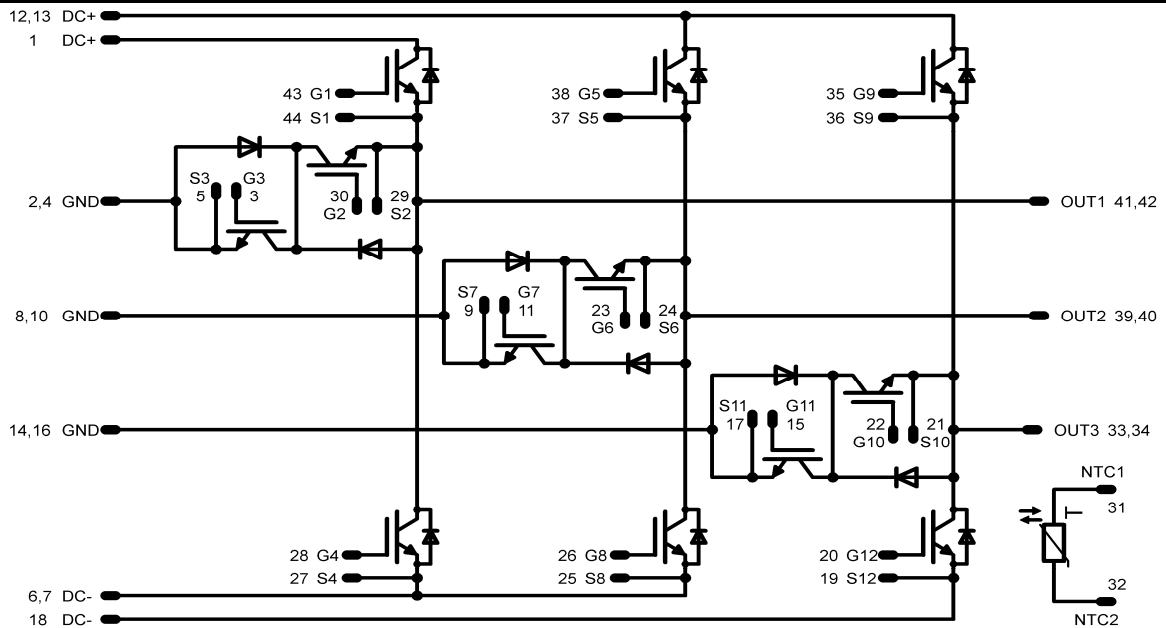 12,13 DC+
1 DC+
43 G1
38 G5
35 G9
44 S1
37 S5
36 S9
S3
5
G3
3
30
G2
29
S2
2,4 GND
OUT1 41,42
S7
9
G7
11
23
G6
24
S6
8,10 GND
OUT2 39,40
S11
17
G11
15
22
G10
21
S10
14,16 GND
OUT3 33,34
NTC1
31
T
28 G4
26 G8
20 G12
27 S4
25 S8
19 S12
32
NTC2
6,7 DC-
18 DC-